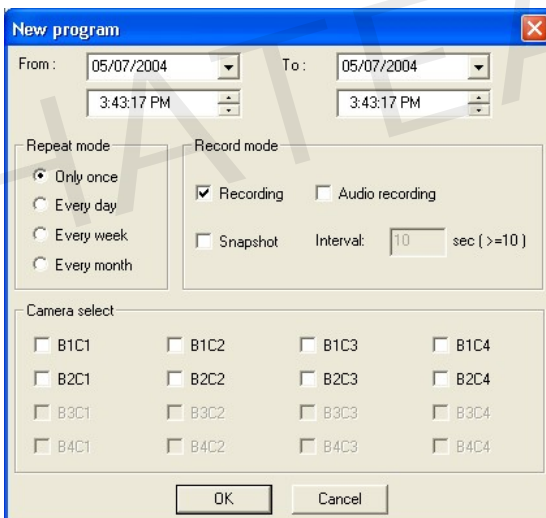 New program
From : 05/07/2004 To : 05/07/2004
3:43:17 PM 3:43:17 PM
Repeat mode Record mode
Only once
Recording Audio recording
Every day
Every week
Snapshot Interval: 10 sec ( >=10 )
Every month
Camera select
B1C1 B1C2 B1C3 B1C4
B2C1 B2C2 B2C3 B2C4
B3C1 B3C2 B3C3 B3C4
B4C1 B4C2 B4C3 B4C4
OK Cancel